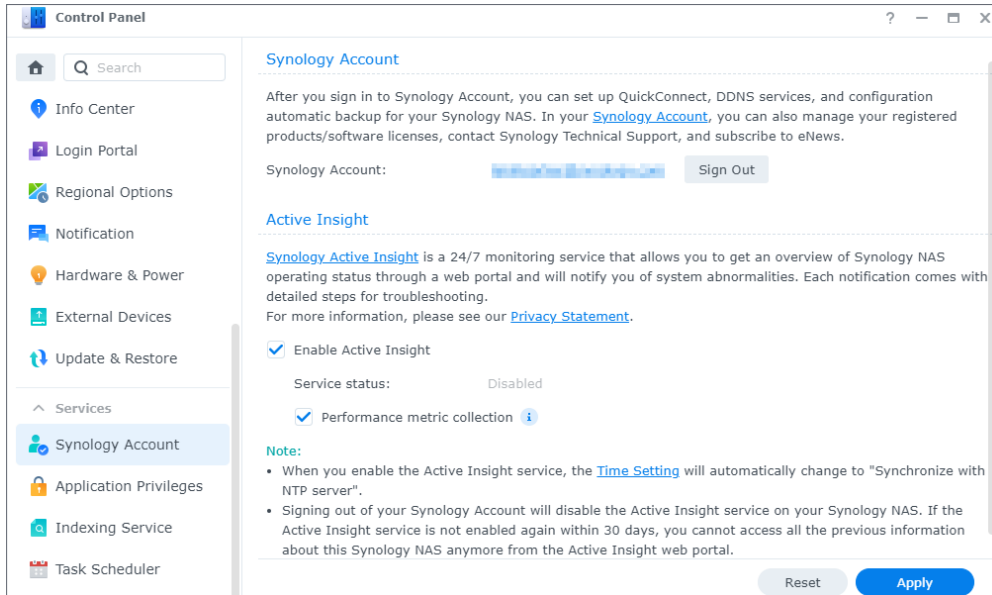 Control Panel
?
Search
Info Center
Login Portal
Regional Options
Notification
Hardware & Power
External Devices
Update & Restore
Services
Synology Account
Application Privileges
Indexing Service
Task Scheduler
Synology Account
After you sign in to Synology Account, you can set up QuickConnect, DDNS services, and configuration
automatic backup for your Synology NAS. In your Synology Account, you can also manage your registered
products/software licenses, contact Synology Technical Support, and subscribe to eNews.
Synology Account:
Sign Out
Active Insight
Synology Active Insight is a 24/7 monitoring service that allows you to get an overview of Synology NAS
operating status through a web portal and will notify you of system abnormalities. Each notification comes with
detailed steps for troubleshooting.
For more information, please see our Privacy Statement.
Enable Active Insight
Service status: Disabled
Performance metric collection i
Note:
• When you enable the Active Insight service, the Time Setting will automatically change to "Synchronize with
NTP server".
• Signing out of your Synology Account will disable the Active Insight service on your Synology NAS. If the
Active Insight service is not enabled again within 30 days, you cannot access all the previous information
about this Synology NAS anymore from the Active Insight web portal.
Reset
Apply